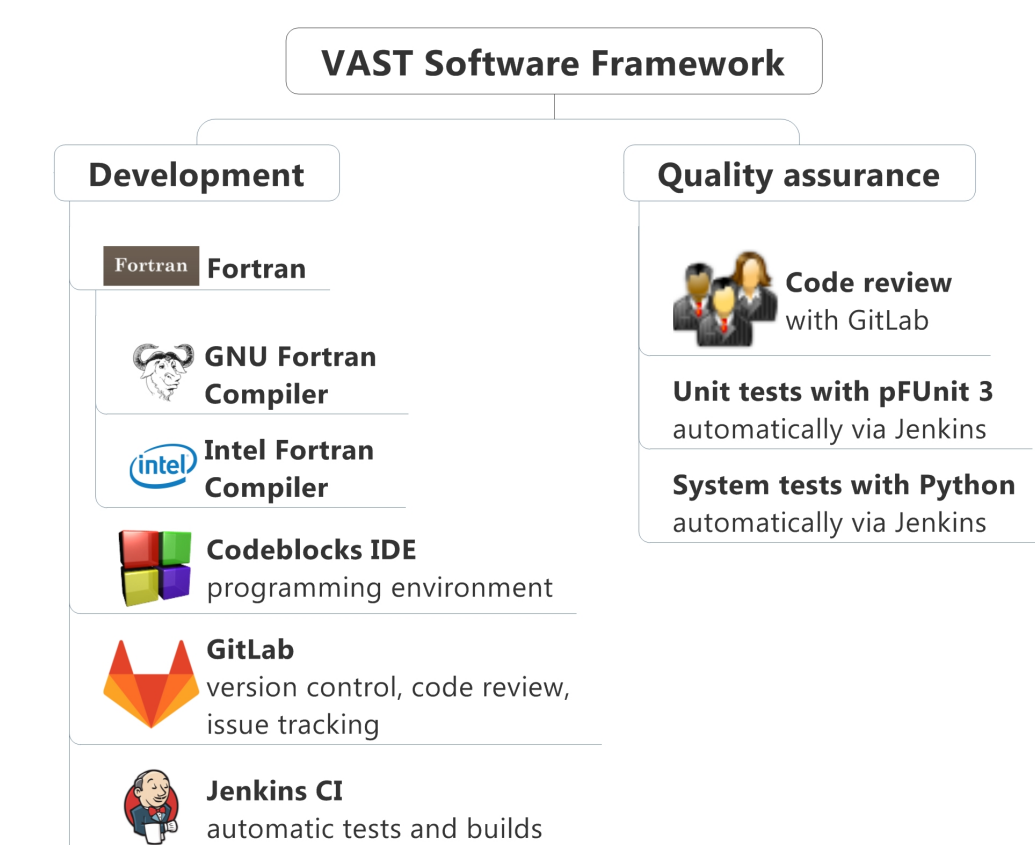 VAST Software Framework
Development
Fortran Fortran
GNU Fortran
Compiler
intel Intel Fortran
Compiler
Codeblocks IDE
programming environment
GitLab
version control, code review,
issue tracking
Jenkins CI
automatic tests and builds
Quality assurance
Code review
with GitLab
Unit tests with pFUnit 3
automatically via Jenkins
System tests with Python
automatically via Jenkins